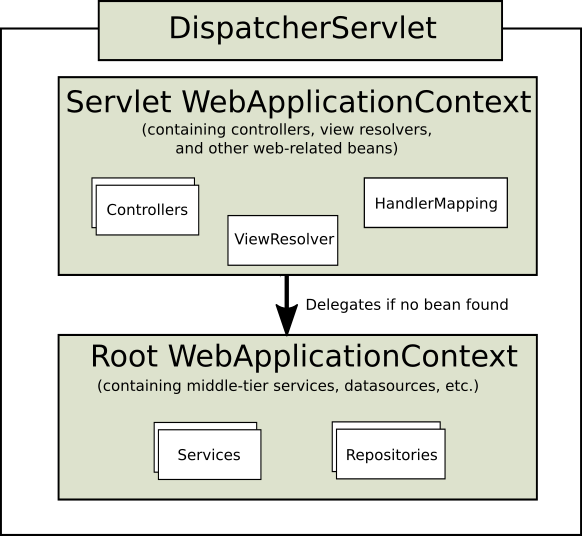 DispatcherServlet
Servlet WebApplicationContext
(containing controllers, view resolvers,
and other web-related beans)
Controllers
HandlerMapping
ViewResolver
Delegates if no bean found
Root WebApplicationContext
(containing middle-tier services, datasources, etc.)
Services
Repositories